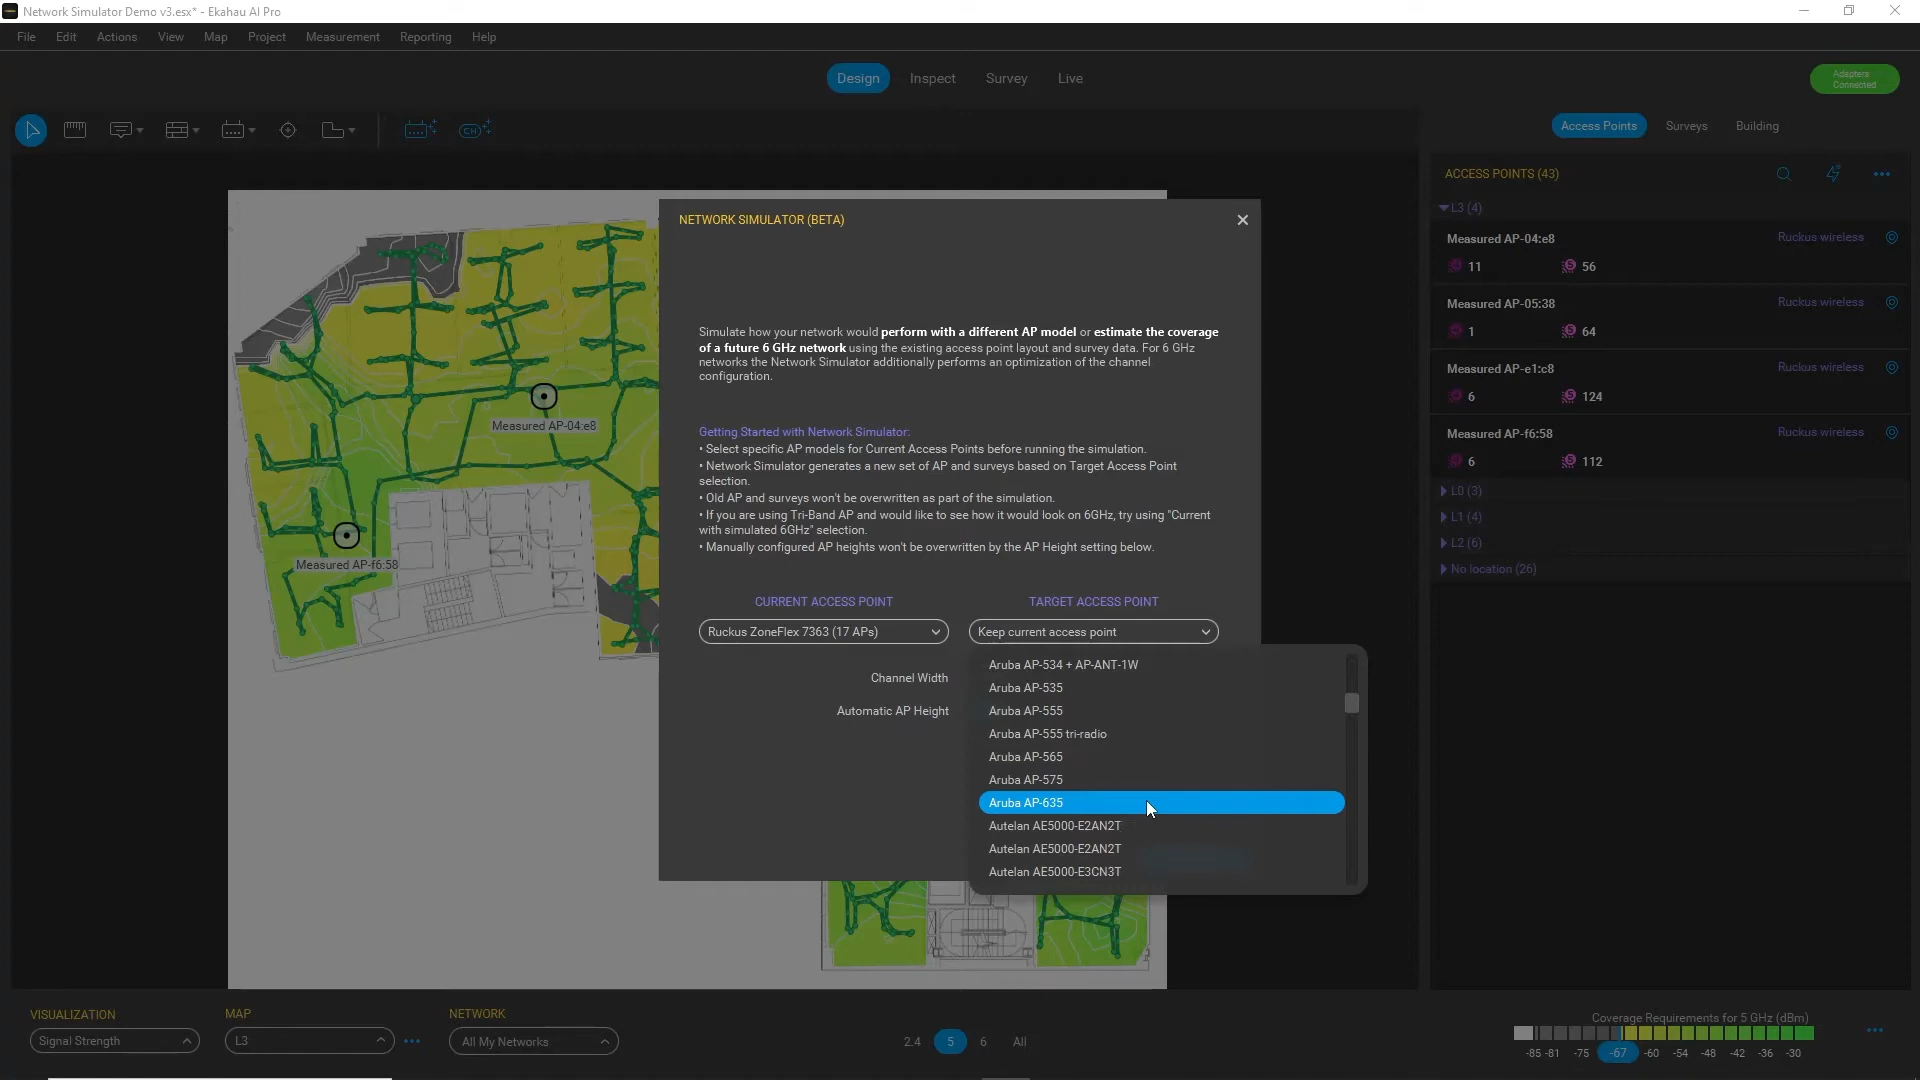 Network Simulator Demo v3.esx* - Ekahau AI Pro
File Edit Actions View Map Project Measurement Reporting Help
Design Inspect Survey Live
Adapters
Connected
Access Points Surveys Building
ACCESS POINTS (43)
L3 (4)
Measured AP-04:e8 Ruckus wireless
11 56
Measured AP-05:38 Ruckus wireless
1 64
Measured AP-e1:c8 Ruckus wireless
6 124
Measured AP-f6:58 Ruckus wireless
6 112
L0 (3)
L1 (4)
L2 (6)
No location (26)
CH
Measured AP-04:e8
Measured AP-f6:58
NETWORK SIMULATOR (BETA)
Simulate how your network would perform with a different AP model or estimate the coverage
of a future 6 GHz network using the existing access point layout and survey data. For 6 GHz
networks the Network Simulator additionally performs an optimization of the channel
configuration.
Getting Started with Network Simulator:
• Select specific AP models for Current Access Points before running the simulation.
• Network Simulator generates a new set of AP and surveys based on Target Access Point
selection.
• Old AP and surveys won't be overwritten as part of the simulation.
• If you are using Tri-Band AP and would like to see how it would look on 6GHz, try using "Current
with simulated 6GHz" selection.
• Manually configured AP heights won't be overwritten by the AP Height setting below.
CURRENT ACCESS POINT TARGET ACCESS POINT
Ruckus ZoneFlex 7363 (17 APs) Keep current access point
Channel Width
Automatic AP Height
Aruba AP-534 + AP-ANT-1W
Aruba AP-535
Aruba AP-555
Aruba AP-555 tri-radio
Aruba AP-565
Aruba AP-575
Aruba AP-635
Autelan AE5000-E2AN2T
Autelan AE5000-E2AN2T
Autelan AE5000-E3CN3T
VISUALIZATION MAP NETWORK
Signal Strength L3 All My Networks
2.4 5 6 All
Coverage Requirements for 5 GHz (dBm)
-85 -81 -75 -67 -60 -54 -48 -42 -36 -30